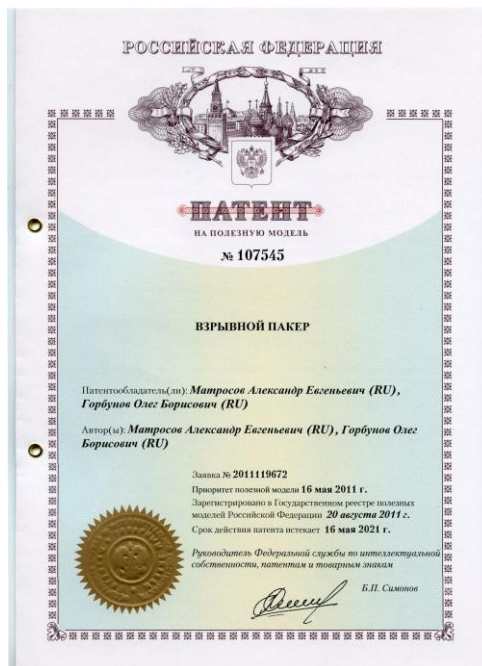 РОССИЙСКАЯ ФЕДЕРАЦИЯ
ПАТЕНТ
НА ПОЛЕЗНУЮ МОДЕЛЬ
№ 107545
ВЗРЫВНОЙ ПАКЕР
Патентообладатель(ли): Матросов Александр Евгеньевич (RU),
Горбунов Олег Борисович (RU)
Автор(ы): Матросов Александр Евгеньевич (RU), Горбунов Олег
Борисович (RU)
Заявка № 2011119672
Приоритет полезной модели 16 мая 2011 г.
Зарегистрировано в Государственном реестре полезных
моделей Российской Федерации 20 августа 2011 г.
Срок действия патента истекает 16 мая 2021 г.
Руководитель Федеральной службы по интеллектуальной
собственности, патентам и товарным знакам
Б.П. Симонов